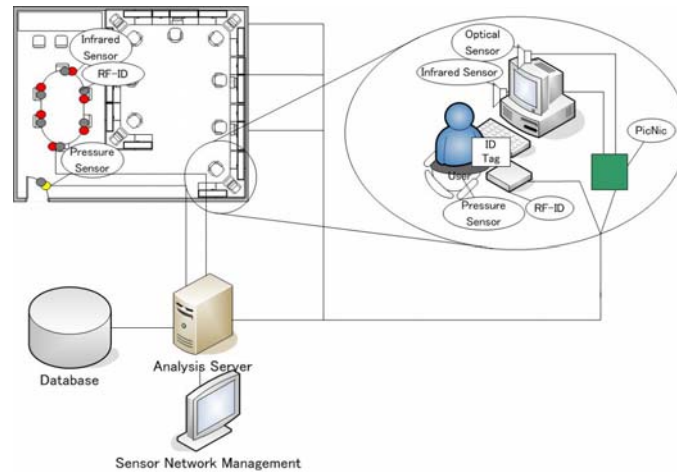 Infrared
Sensor
RF-ID
Pressure
Sensor
Optical
Sensor
Infrared Sensor
PicNic
ID
Tag
User
Pressure
Sensor
RF-ID
Analysis Server
Database
Sensor Network Management